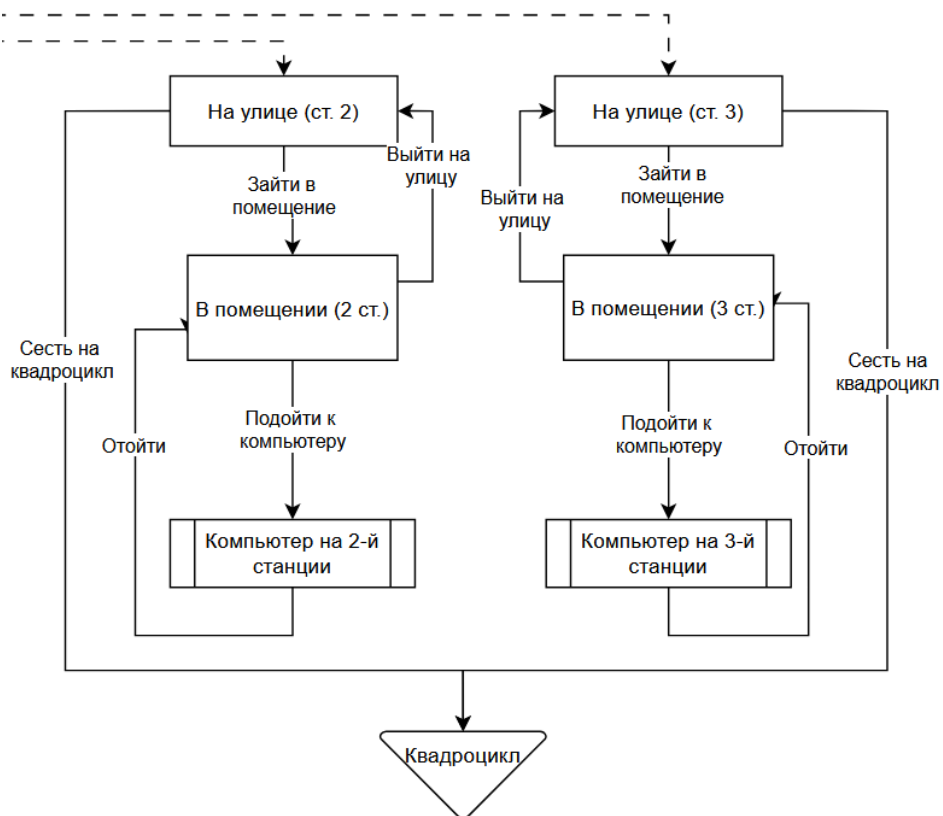 На улице (ст. 2)
На улице (ст. 3)
Выйти на
улицу
Зайти в
помещение
Зайти в
помещение
Выйти на
улицу
В помещении (2 ст.)
В помещении (3 ст.)
Сесть на
квадроцикл
Сесть на
квадроцикл
Отойти
Подойти к
компьютеру
Подойти к
компьютеру
Отойти
Компьютер на 2-й
станции
Компьютер на 3-й
станции
Квадроцикл